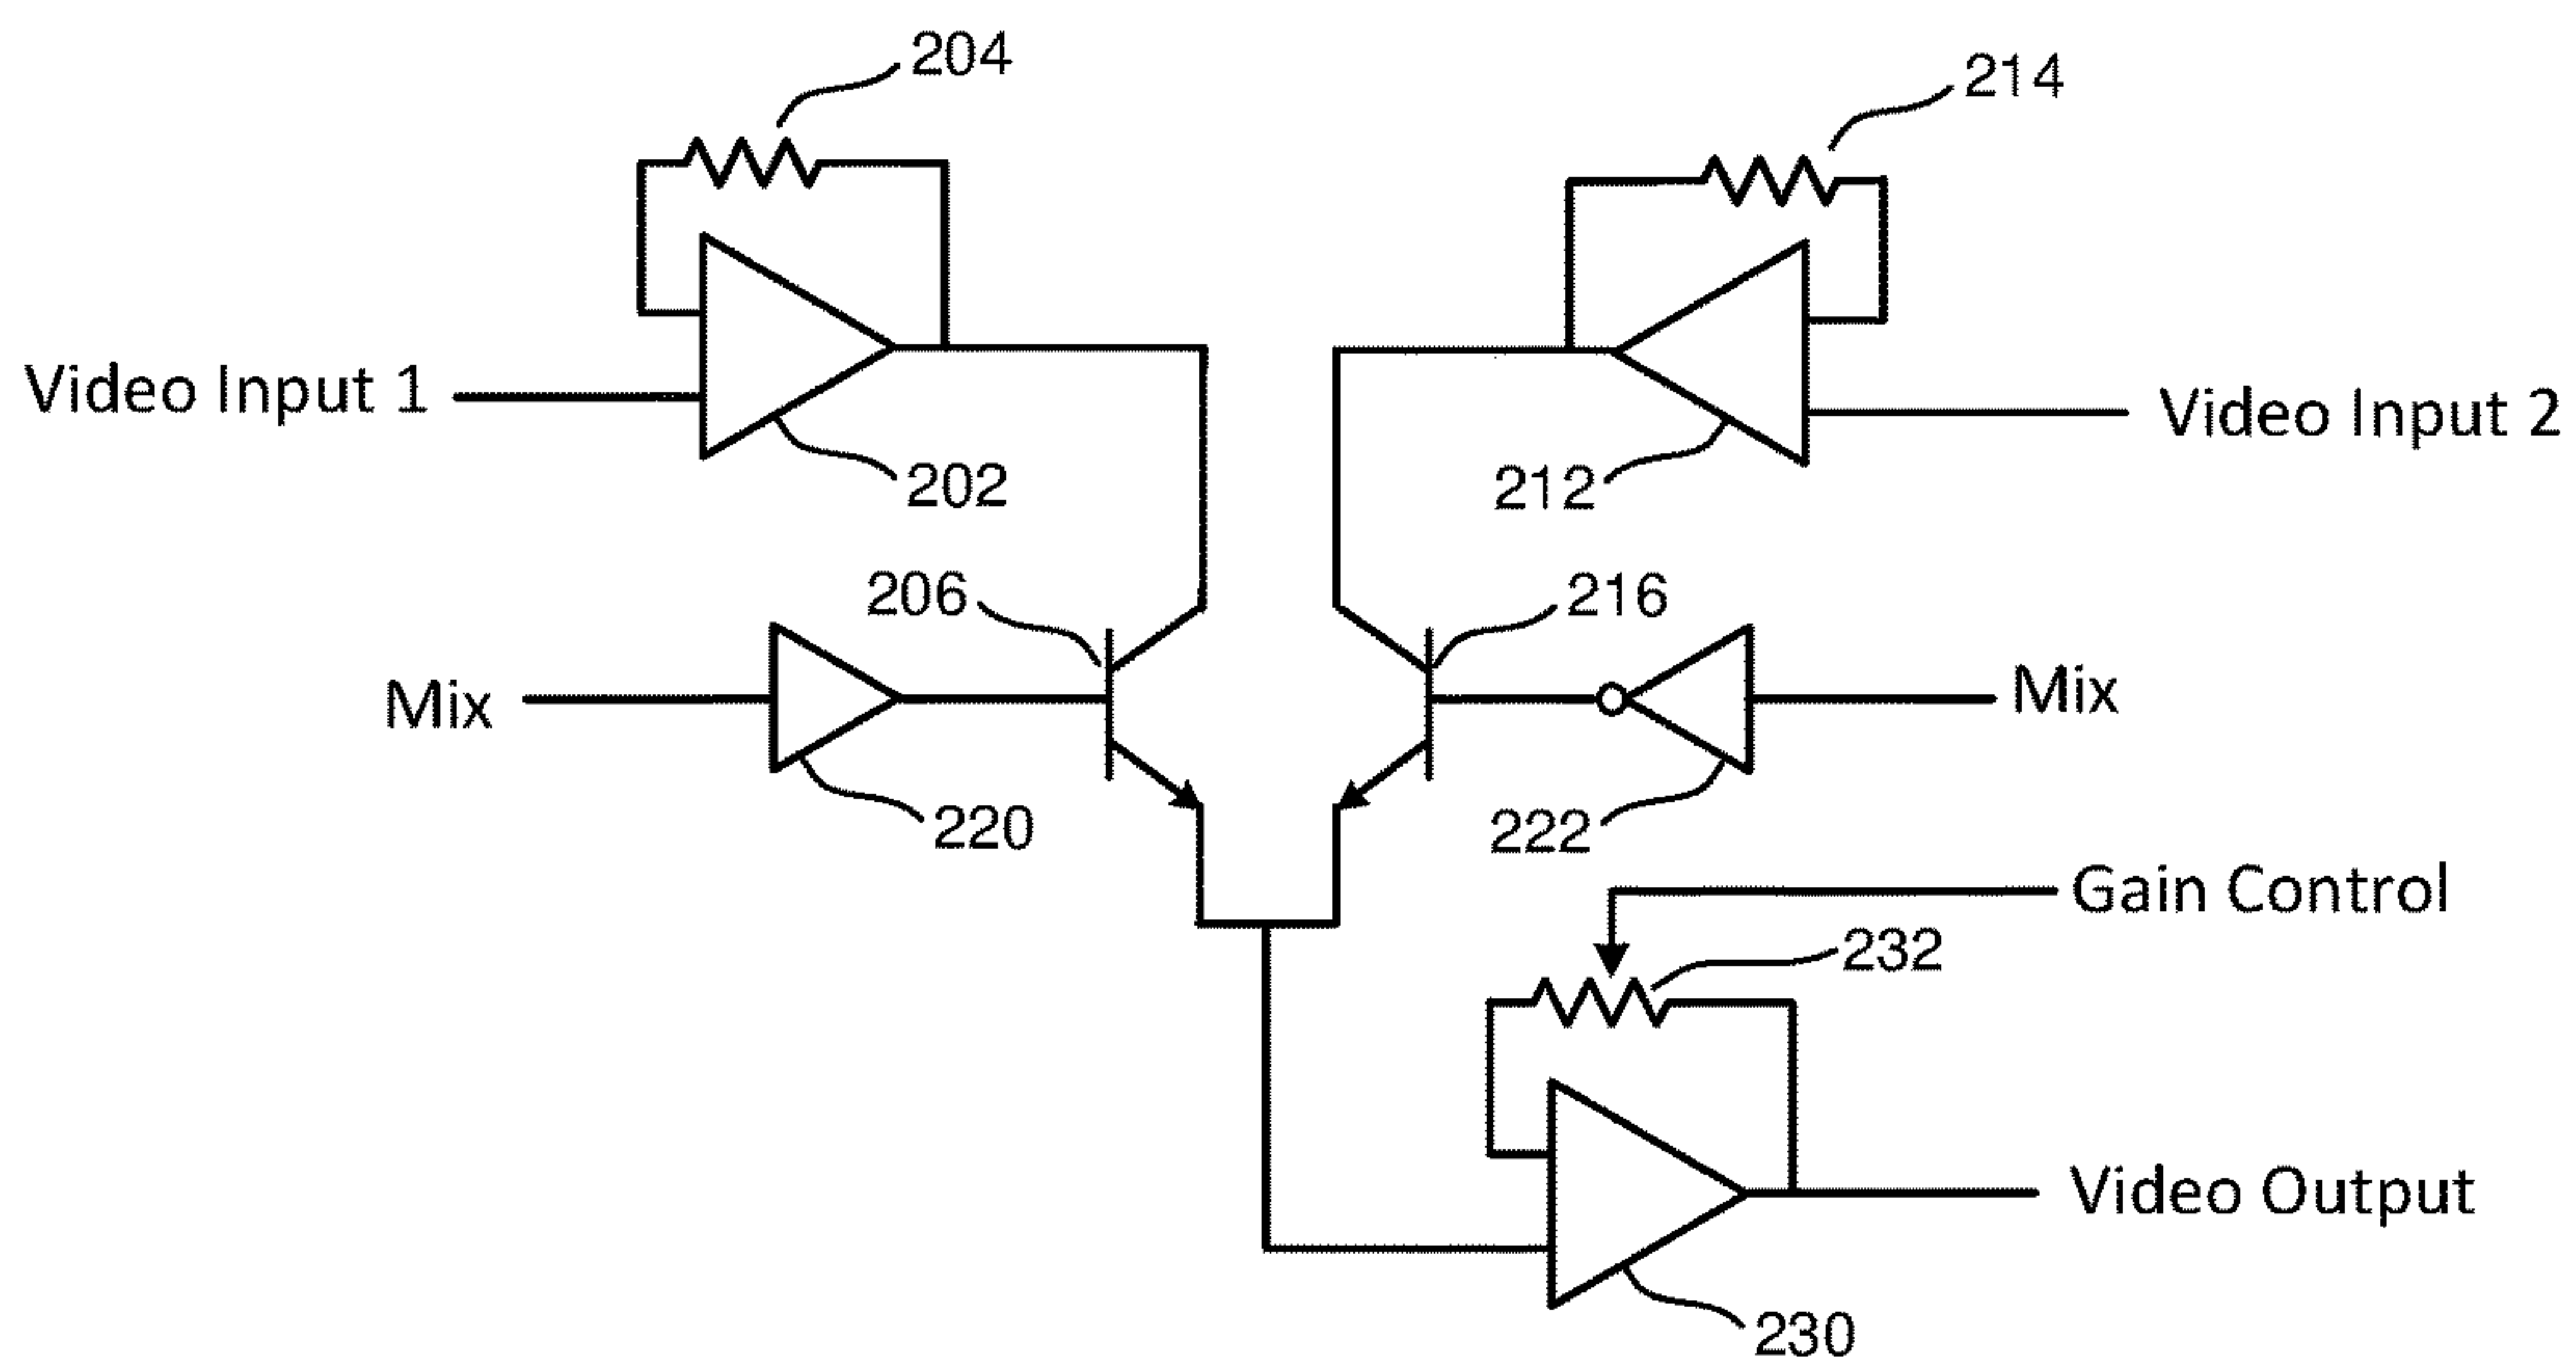 204
214
Video Input 1
Video Input 2
202
212
206
216
Mix
Mix
220
222
Gain Control
232
Video Output
230